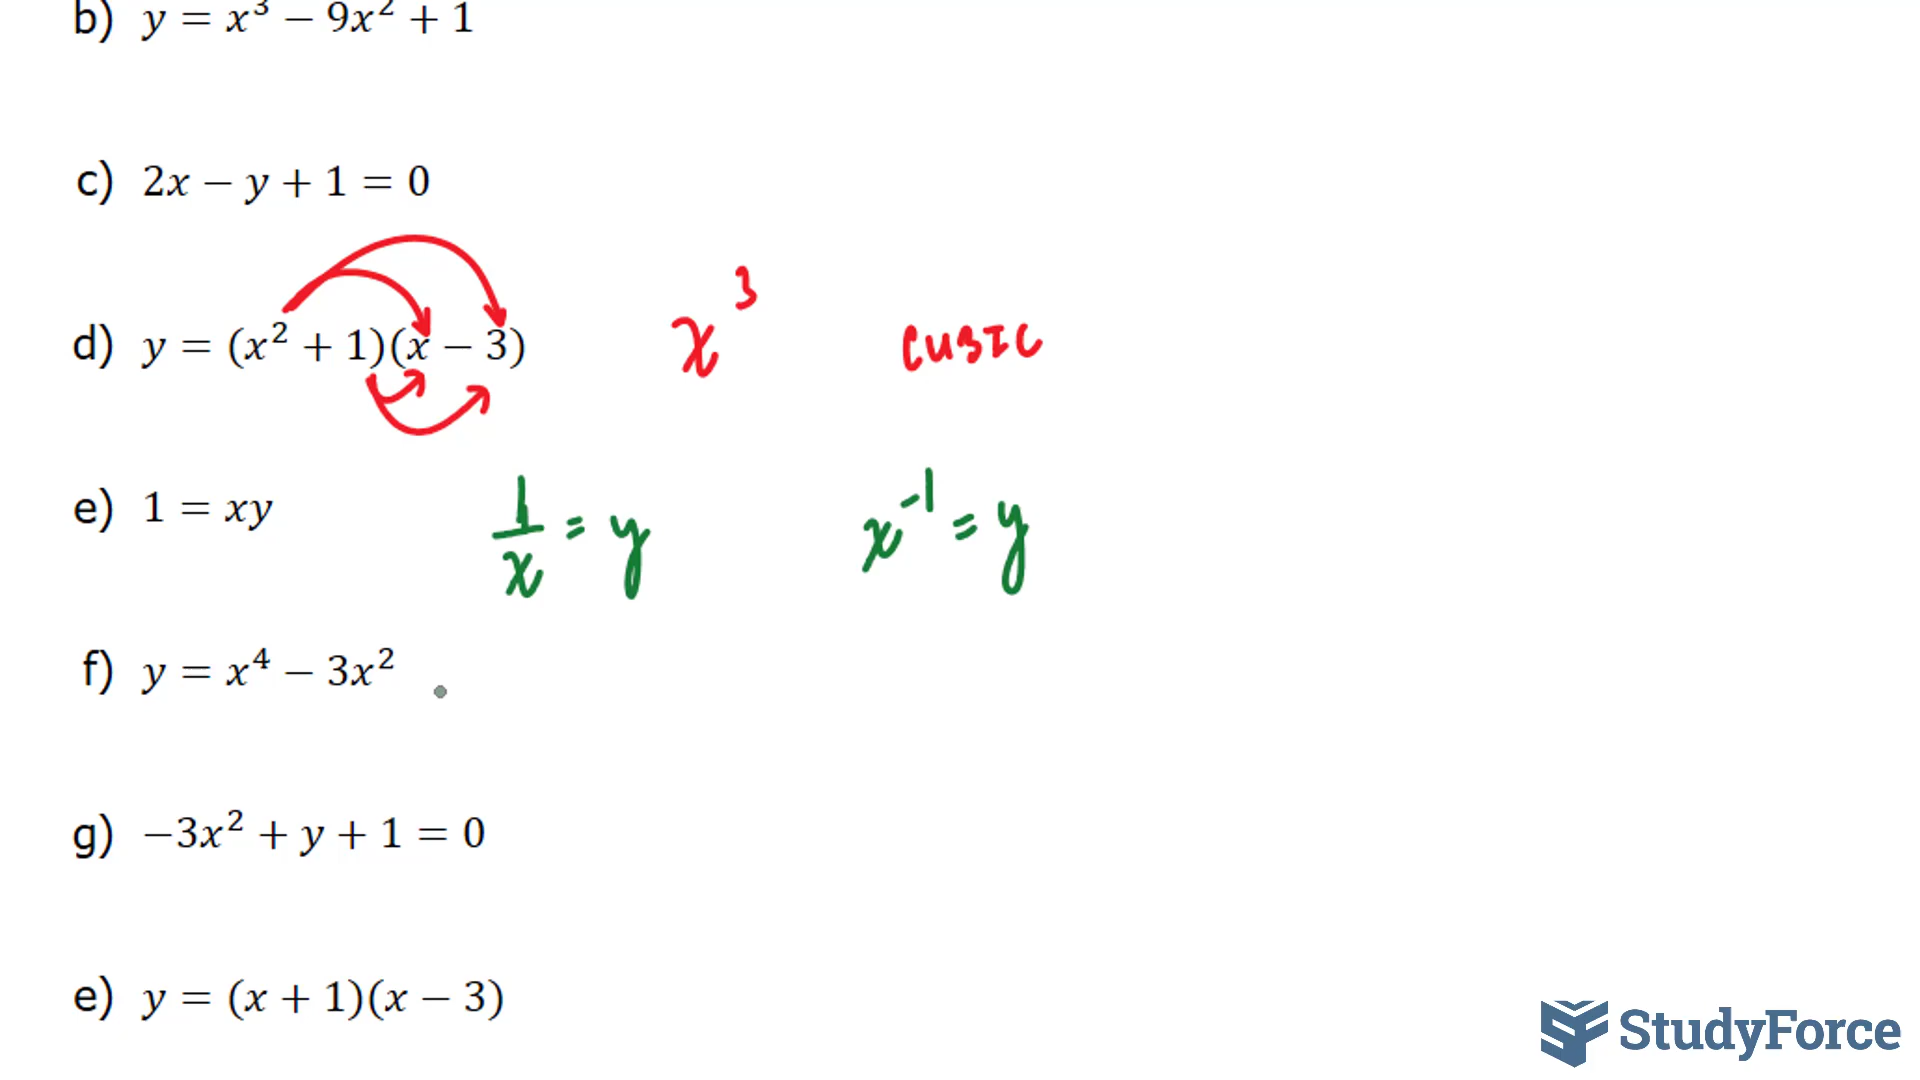 b) y = x³ − 9x² + 1
c) 2x − y + 1 = 0
d) y = (x² + 1)(x − 3) x³ CUBIC
e) 1 = xy 1/x = y x⁻¹ = y
f) y = x⁴ − 3x²
g) −3x² + y + 1 = 0
e) y = (x + 1)(x − 3)
StudyForce